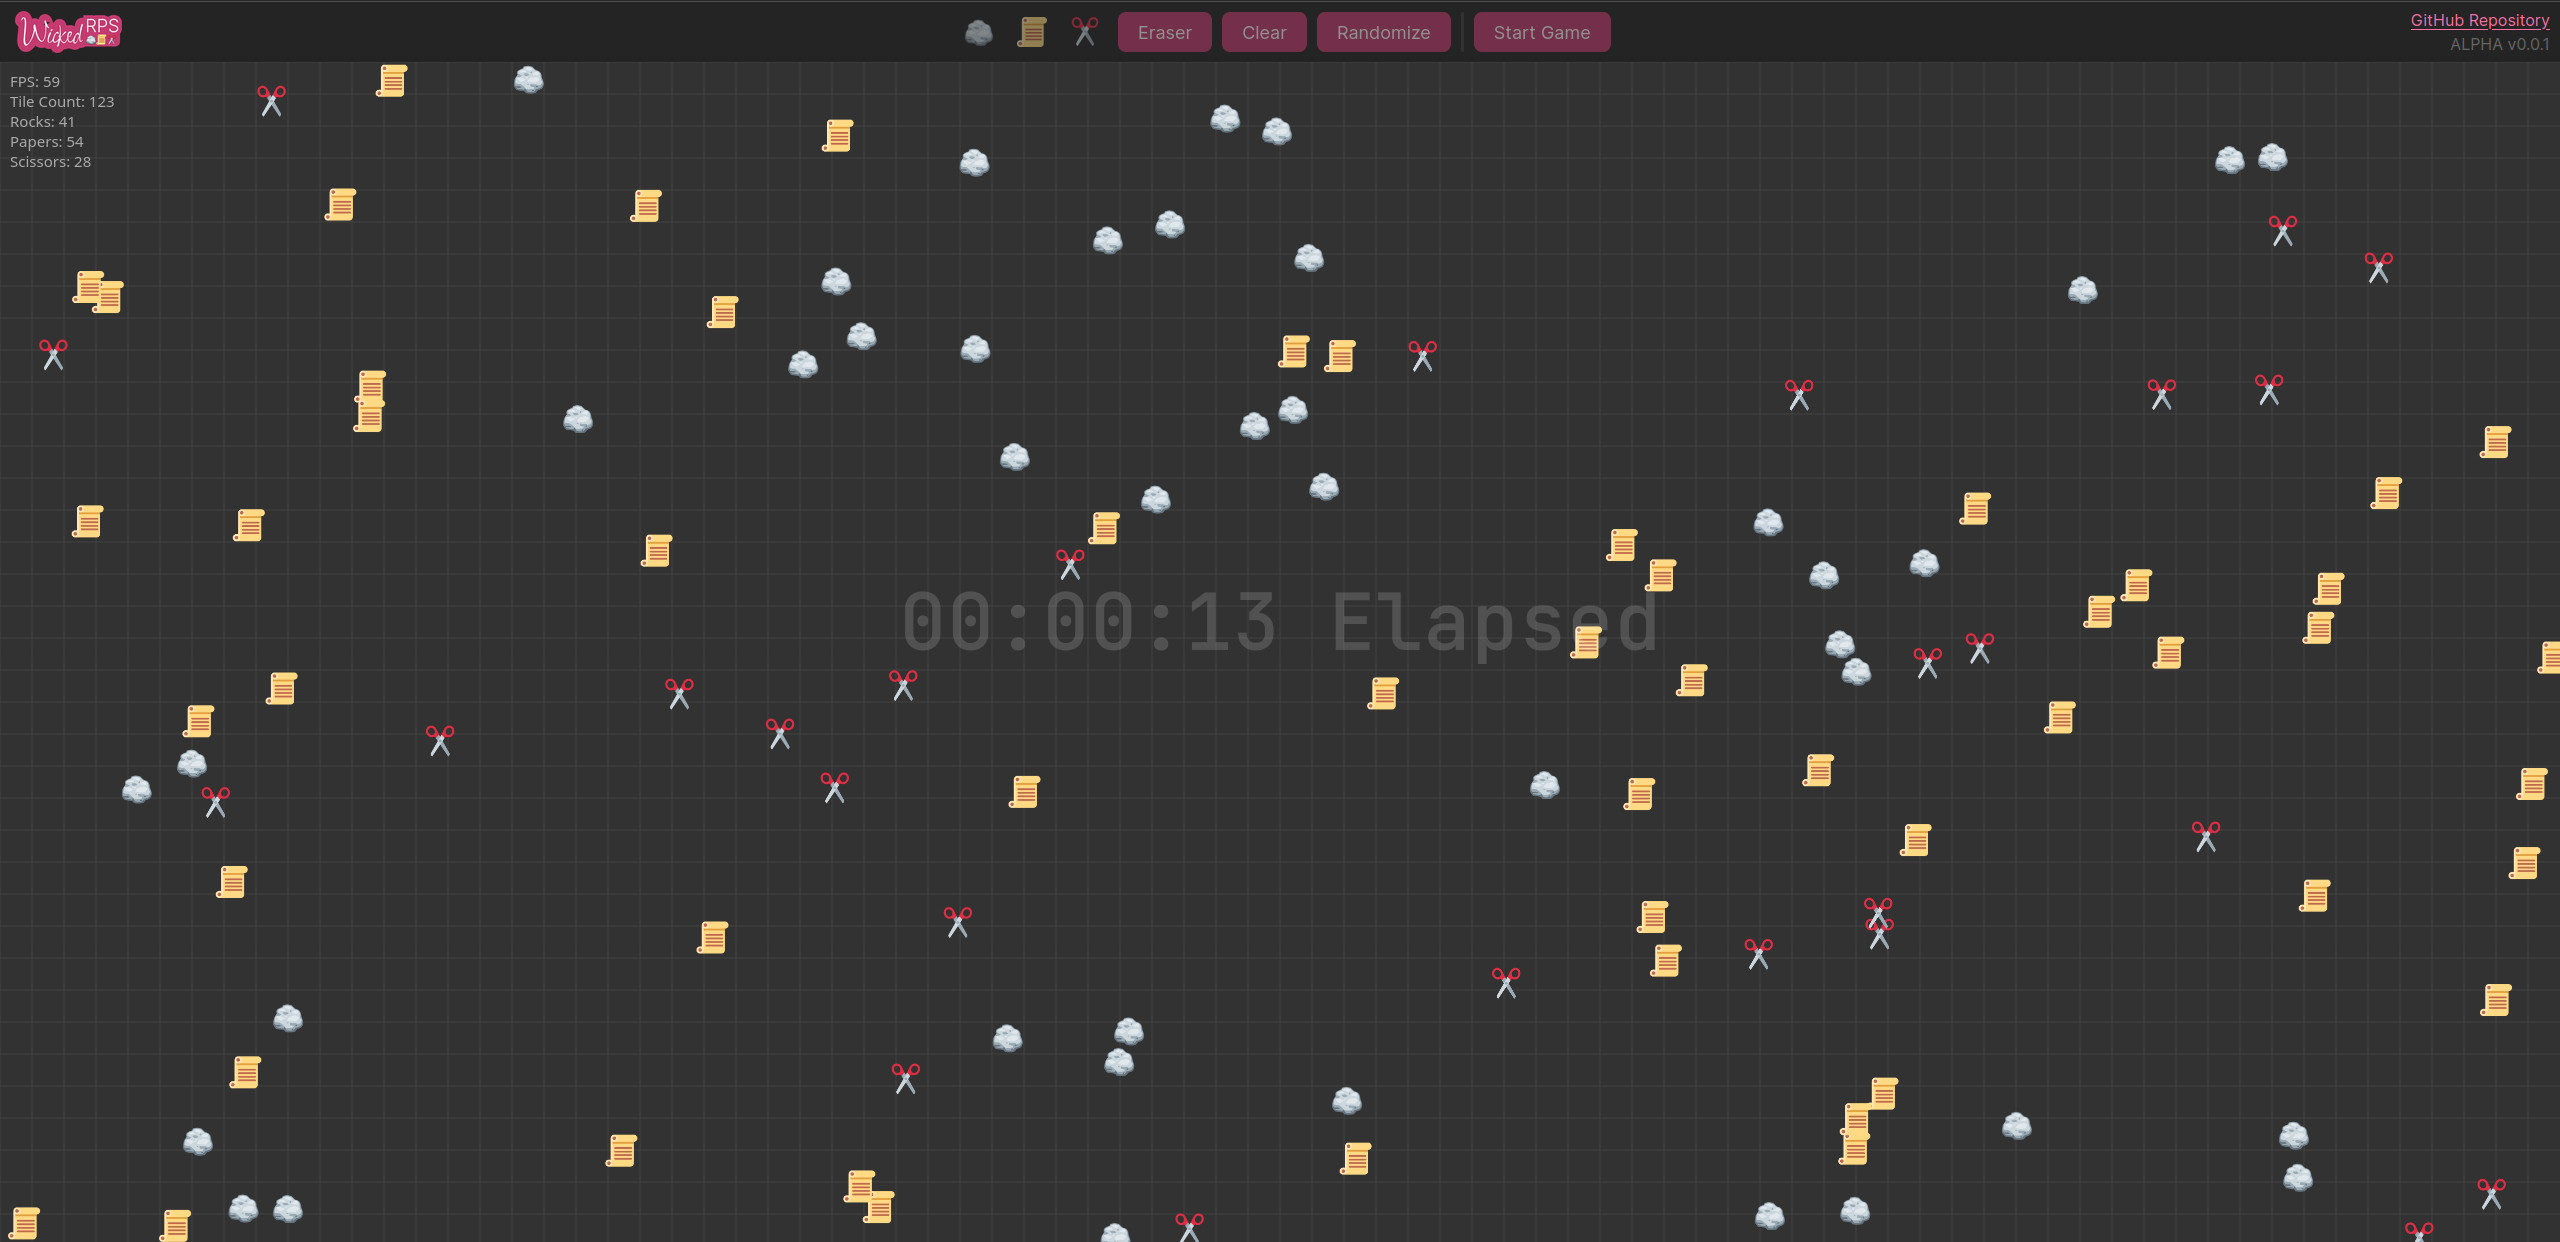 Wicked RPS
Eraser
Clear
Randomize
Start Game
GitHub Repository
ALPHA v0.0.1
FPS: 59
Tile Count: 123
Rocks: 41
Papers: 54
Scissors: 28
00:00:13 Elapsed